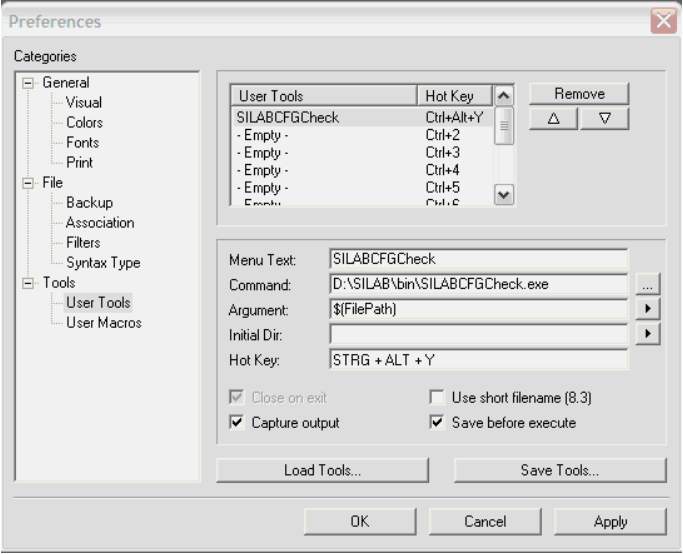 Preferences
Categories
General
Visual
Colors
Fonts
Print
File
Backup
Association
Filters
Syntax Type
Tools
User Tools
User Macros
User Tools Hot Key
SILABCFGCheck Ctrl+Alt+Y
- Empty - Ctrl+2
- Empty - Ctrl+3
- Empty - Ctrl+4
- Empty - Ctrl+5
- Empty - Ctrl+6
Remove
Menu Text: SILABCFGCheck
Command: D:\SILAB\bin\SILABCFGCheck.exe ...
Argument: $(FilePath)
Initial Dir:
Hot Key: STRG + ALT + Y
Close on exit Use short filename (8.3)
Capture output Save before execute
Load Tools... Save Tools...
OK Cancel Apply